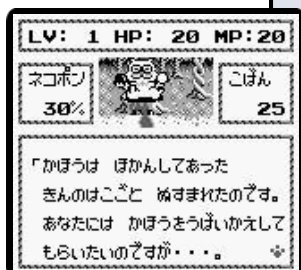 LV: 1 HP: 20 MP:20
ネコポン
30%
こばん
25
「かほうは ほかんしてあった
きんのはこごと ぬすまれたのです。
あなたには かほうをうばいかえして
もらいたいのですが・・・。